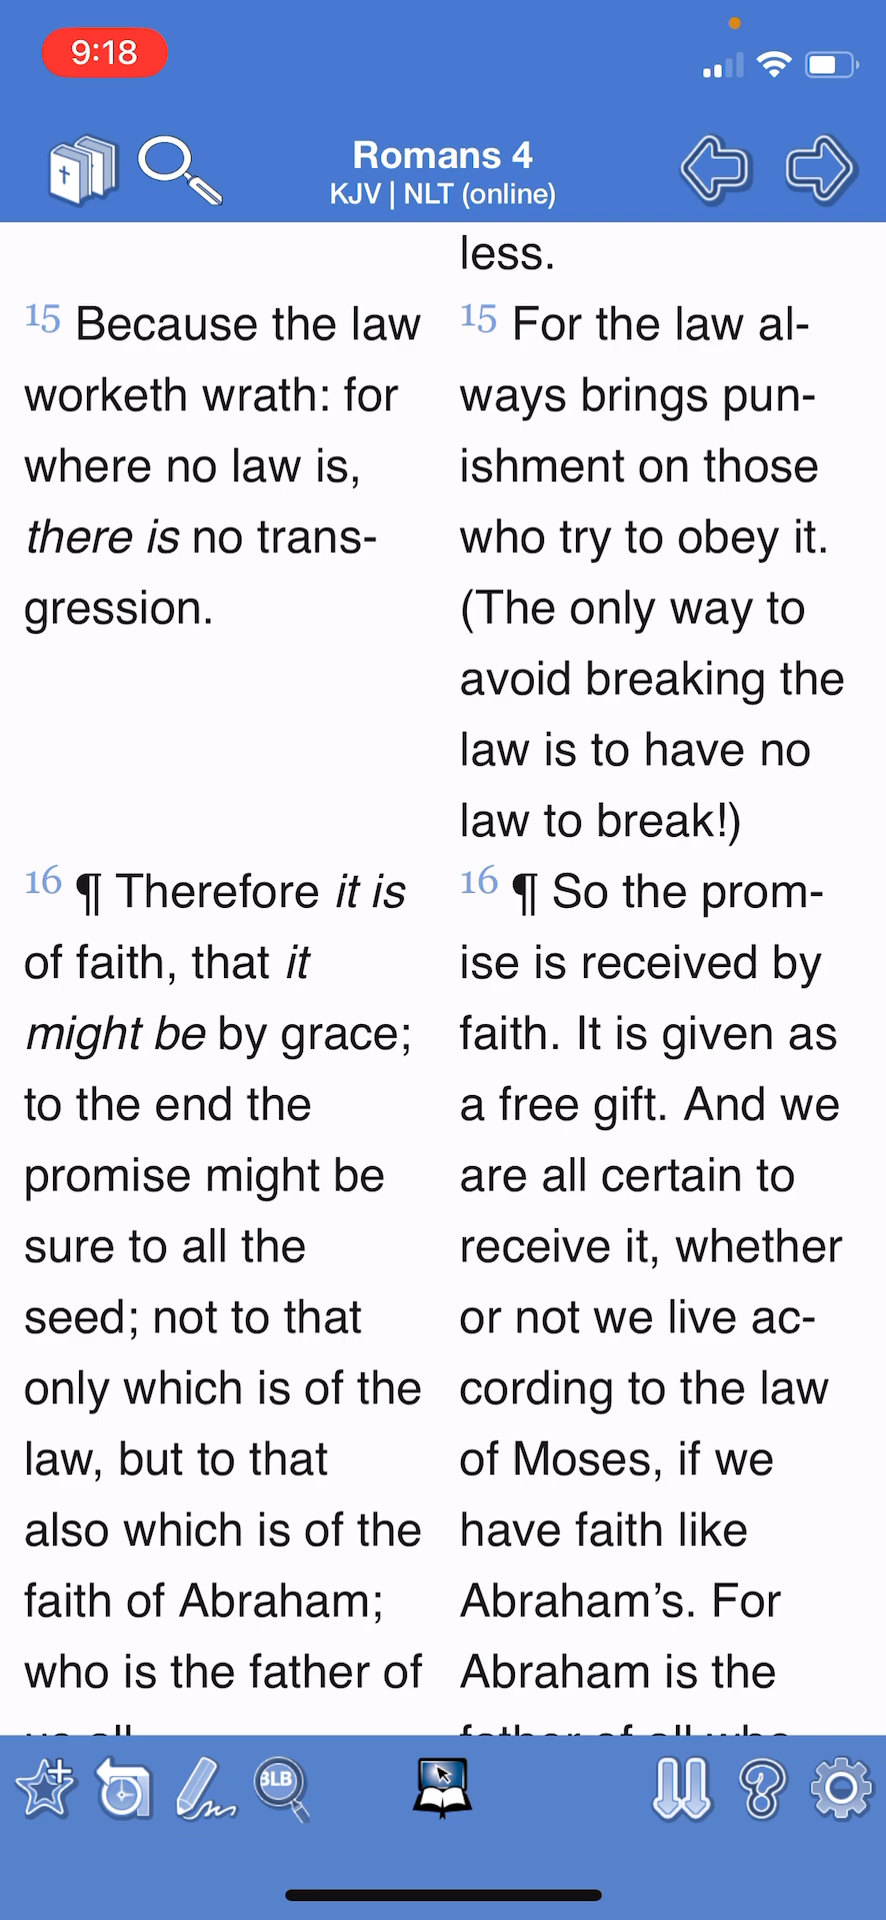 9:18
Romans 4
KJV | NLT (online)
15 Because the law
worketh wrath: for
where no law is,
there is no trans-
gression.
16 ¶ Therefore it is
of faith, that it
might be by grace;
to the end the
promise might be
sure to all the
seed; not to that
only which is of the
law, but to that
also which is of the
faith of Abraham;
who is the father of
less.
15 For the law al-
ways brings pun-
ishment on those
who try to obey it.
(The only way to
avoid breaking the
law is to have no
law to break!)
16 ¶ So the prom-
ise is received by
faith. It is given as
a free gift. And we
are all certain to
receive it, whether
or not we live ac-
cording to the law
of Moses, if we
have faith like
Abraham’s. For
Abraham is the
father of all who
BLB